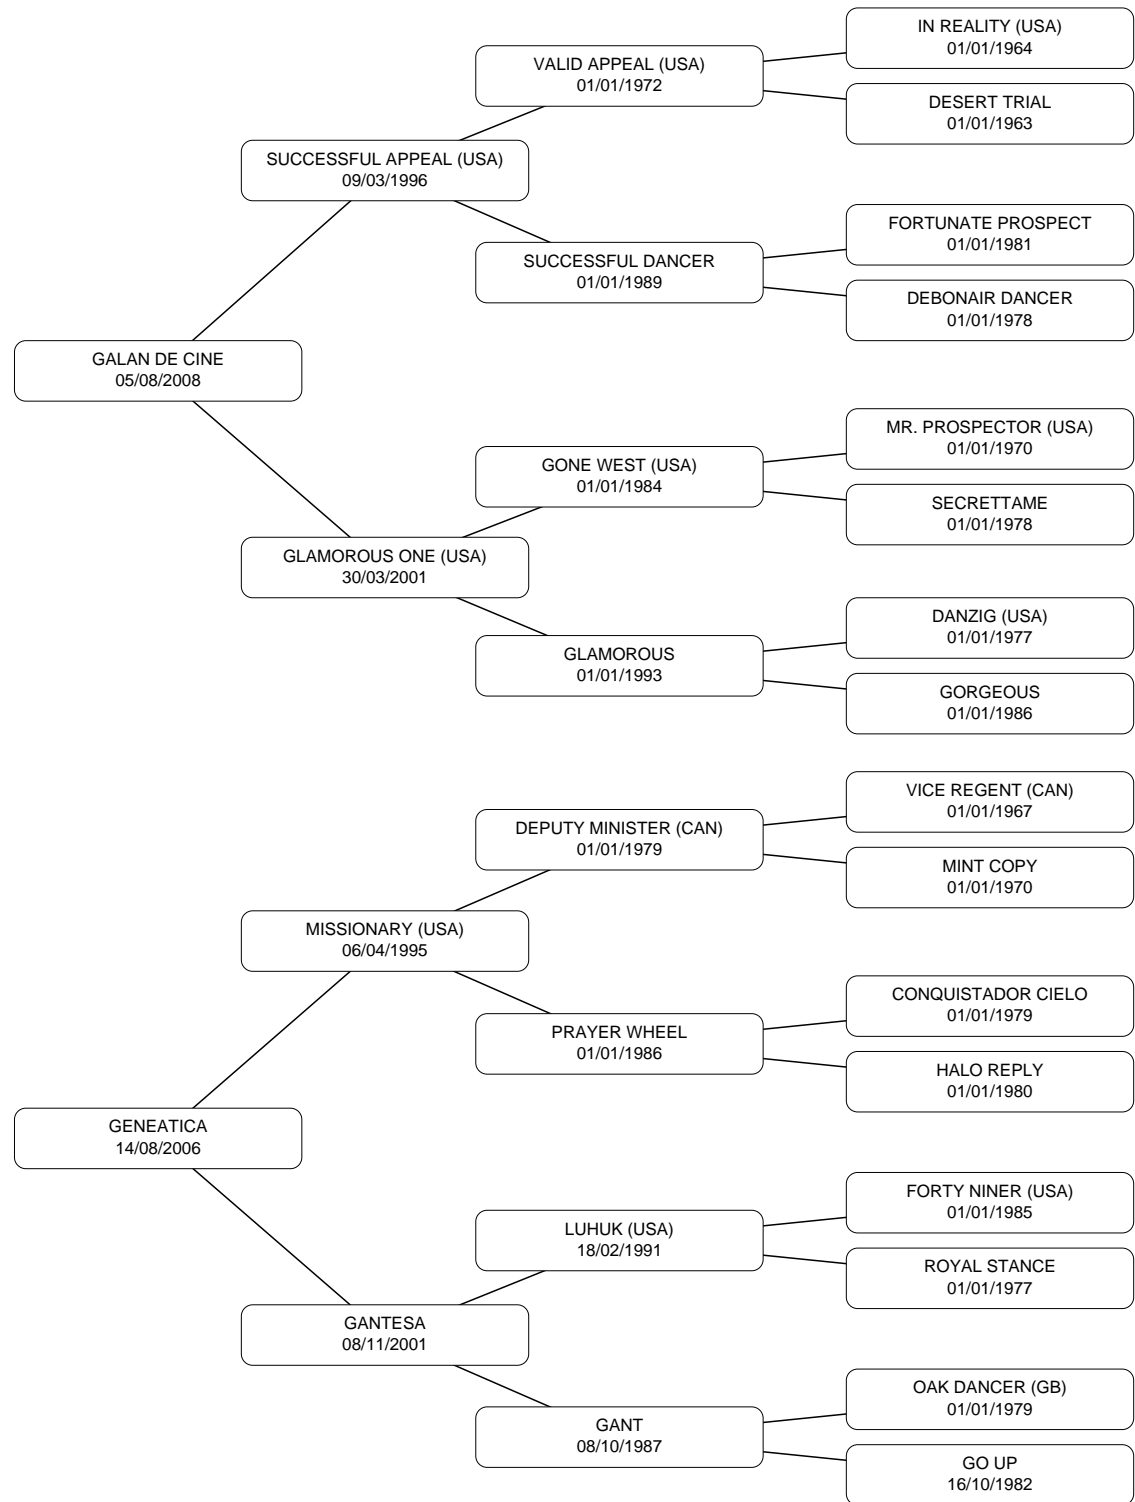 IN REALITY (USA)
01/01/1964
VALID APPEAL (USA)
01/01/1972
DESERT TRIAL
01/01/1963
SUCCESSFUL APPEAL (USA)
09/03/1996
FORTUNATE PROSPECT
01/01/1981
SUCCESSFUL DANCER
01/01/1989
DEBONAIR DANCER
01/01/1978
GALAN DE CINE
05/08/2008
MR. PROSPECTOR (USA)
01/01/1970
GONE WEST (USA)
01/01/1984
SECRETTAME
01/01/1978
GLAMOROUS ONE (USA)
30/03/2001
DANZIG (USA)
01/01/1977
GLAMOROUS
01/01/1993
GORGEOUS
01/01/1986
VICE REGENT (CAN)
01/01/1967
DEPUTY MINISTER (CAN)
01/01/1979
MINT COPY
01/01/1970
MISSIONARY (USA)
06/04/1995
CONQUISTADOR CIELO
01/01/1979
PRAYER WHEEL
01/01/1986
HALO REPLY
01/01/1980
GENEATICA
14/08/2006
FORTY NINER (USA)
01/01/1985
LUHUK (USA)
18/02/1991
ROYAL STANCE
01/01/1977
GANTESA
08/11/2001
OAK DANCER (GB)
01/01/1979
GANT
08/10/1987
GO UP
16/10/1982